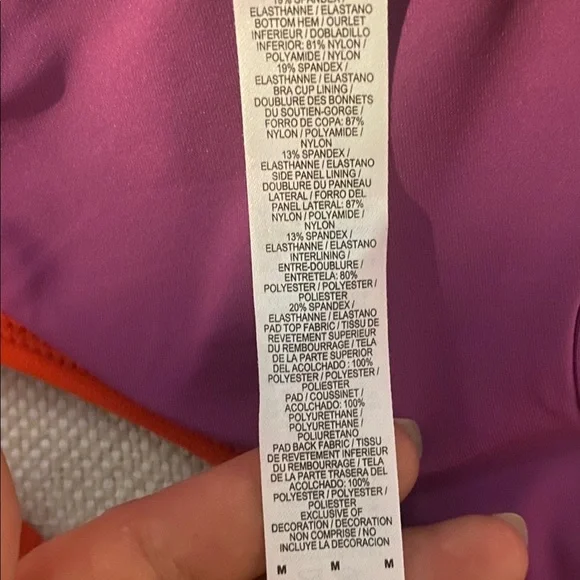 19% SPANDEX /
ELASTHANNE / ELASTANO
BOTTOM HEM / OURLET
INFERIEUR / DOBLADILLO
INFERIOR: 81% NYLON /
POLYAMIDE / NYLON
19% SPANDEX /
ELASTHANNE / ELASTANO
BRA CUP LINING /
DOUBLURE DES BONNETS
DU SOUTIEN-GORGE /
FORRO DE COPA: 87%
NYLON / POLYAMIDE /
NYLON
13% SPANDEX /
ELASTHANNE / ELASTANO
SIDE PANEL LINING /
DOUBLURE DU PANNEAU
LATERAL / FORRO DEL
PANEL LATERAL: 87%
NYLON / POLYAMIDE /
NYLON
13% SPANDEX /
ELASTHANNE / ELASTANO
INTERLINING /
ENTRE-DOUBLURE /
ENTRETELA: 80%
POLYESTER / POLYESTER /
POLIESTER
20% SPANDEX /
ELASTHANNE / ELASTANO
PAD TOP FABRIC / TISSU DE
REVETEMENT SUPERIEUR
DU REMBOURRAGE / TELA
DE LA PARTE SUPERIOR
DEL ACOLCHADO : 100%
POLYESTER / POLYESTER /
POLIESTER
PAD / COUSSINET /
ACOLCHADO: 100%
POLYURETHANE /
POLYURETHANE /
POLIURETANO
PAD BACK FABRIC / TISSU
DE REVETEMENT INFERIEUR
DU REMBOURRAGE / TELA
DE LA PARTE TRASERA DEL
ACOLCHADO: 100%
POLYESTER / POLYESTER /
POLIESTER
EXCLUSIVE OF
DECORATION / DECORATION
NON COMPRISE / NO
INCLUYE LA DECORACION
M M M